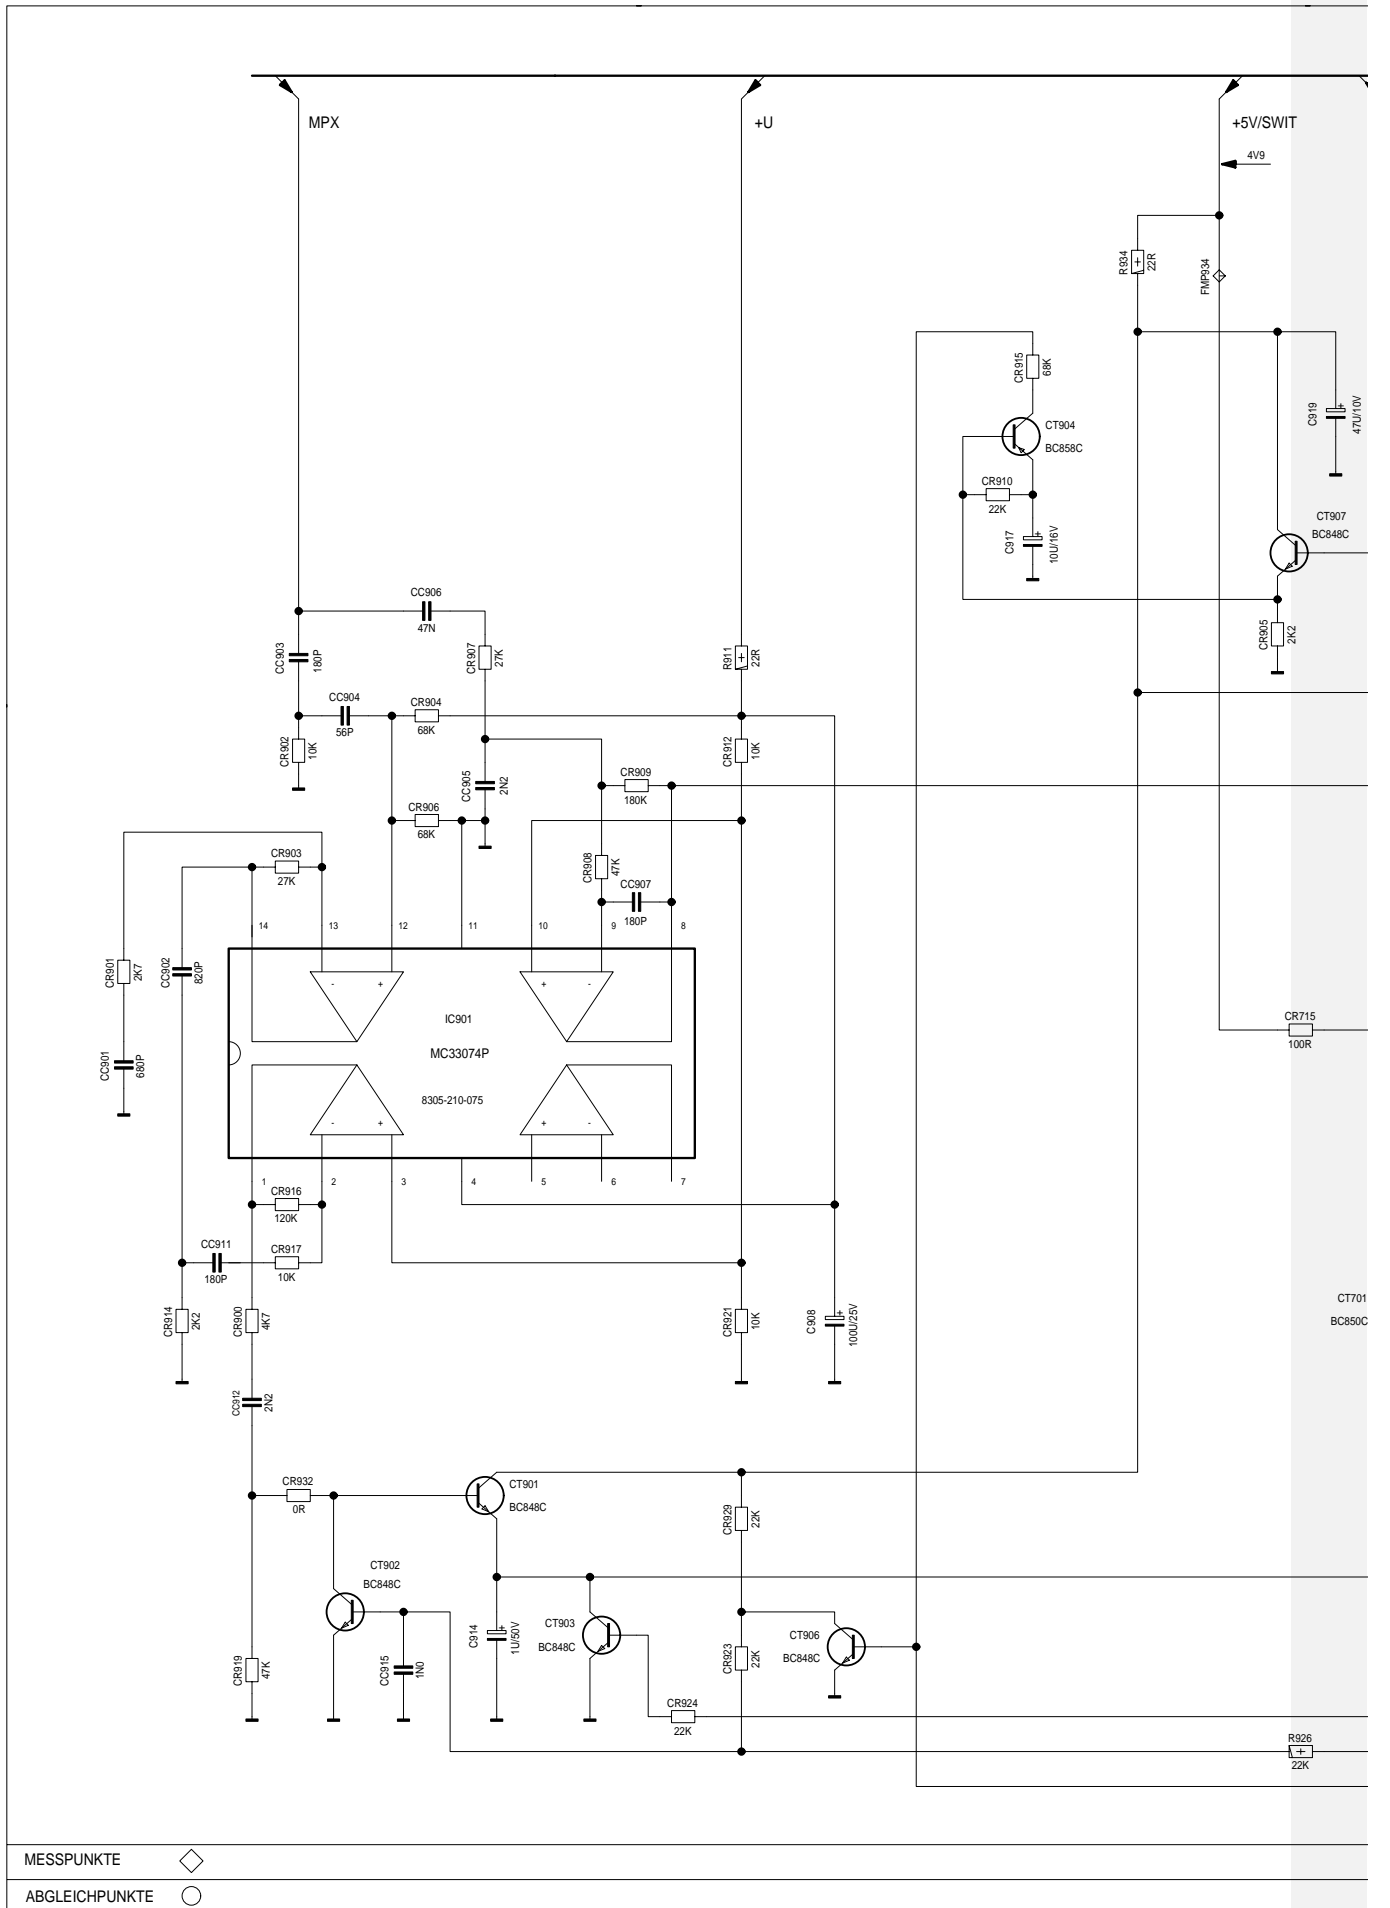 MPX
+U
+5V/SWIT
4V9
R934
22R
FMP934
CR915
68K
C919
47U/10V
CT904
BC858C
CR910
22K
C917
10U/16V
CT907
BC848C
CC906
47N
CC903
180P
CR907
27K
R911
22R
CR905
2K2
CC904
56P
CR904
68K
CR902
10K
CR912
10K
CC905
2N2
CR909
180K
CR906
68K
CR903
27K
CR908
47K
CC907
180P
14
13
12
11
10
9
8
CR901
2K7
CC902
820P
-
+
+
-
IC901
MC33074P
8305-210-075
CC901
680P
CR715
100R
-
+
+
-
1
2
3
4
5
6
7
CR916
120K
CC911
180P
CR917
10K
CR914
2K2
CR900
4K7
CR921
10K
C908
100U/25V
CT701
BC850C
CC912
2N2
CR932
0R
CT901
BC848C
CR929
22K
CT902
BC848C
C914
1U/50V
CT903
BC848C
CR923
22K
CT906
BC848C
CR919
47K
CC915
1N0
CR924
22K
R926
22K
MESSPUNKTE
ABGLEICHPUNKTE